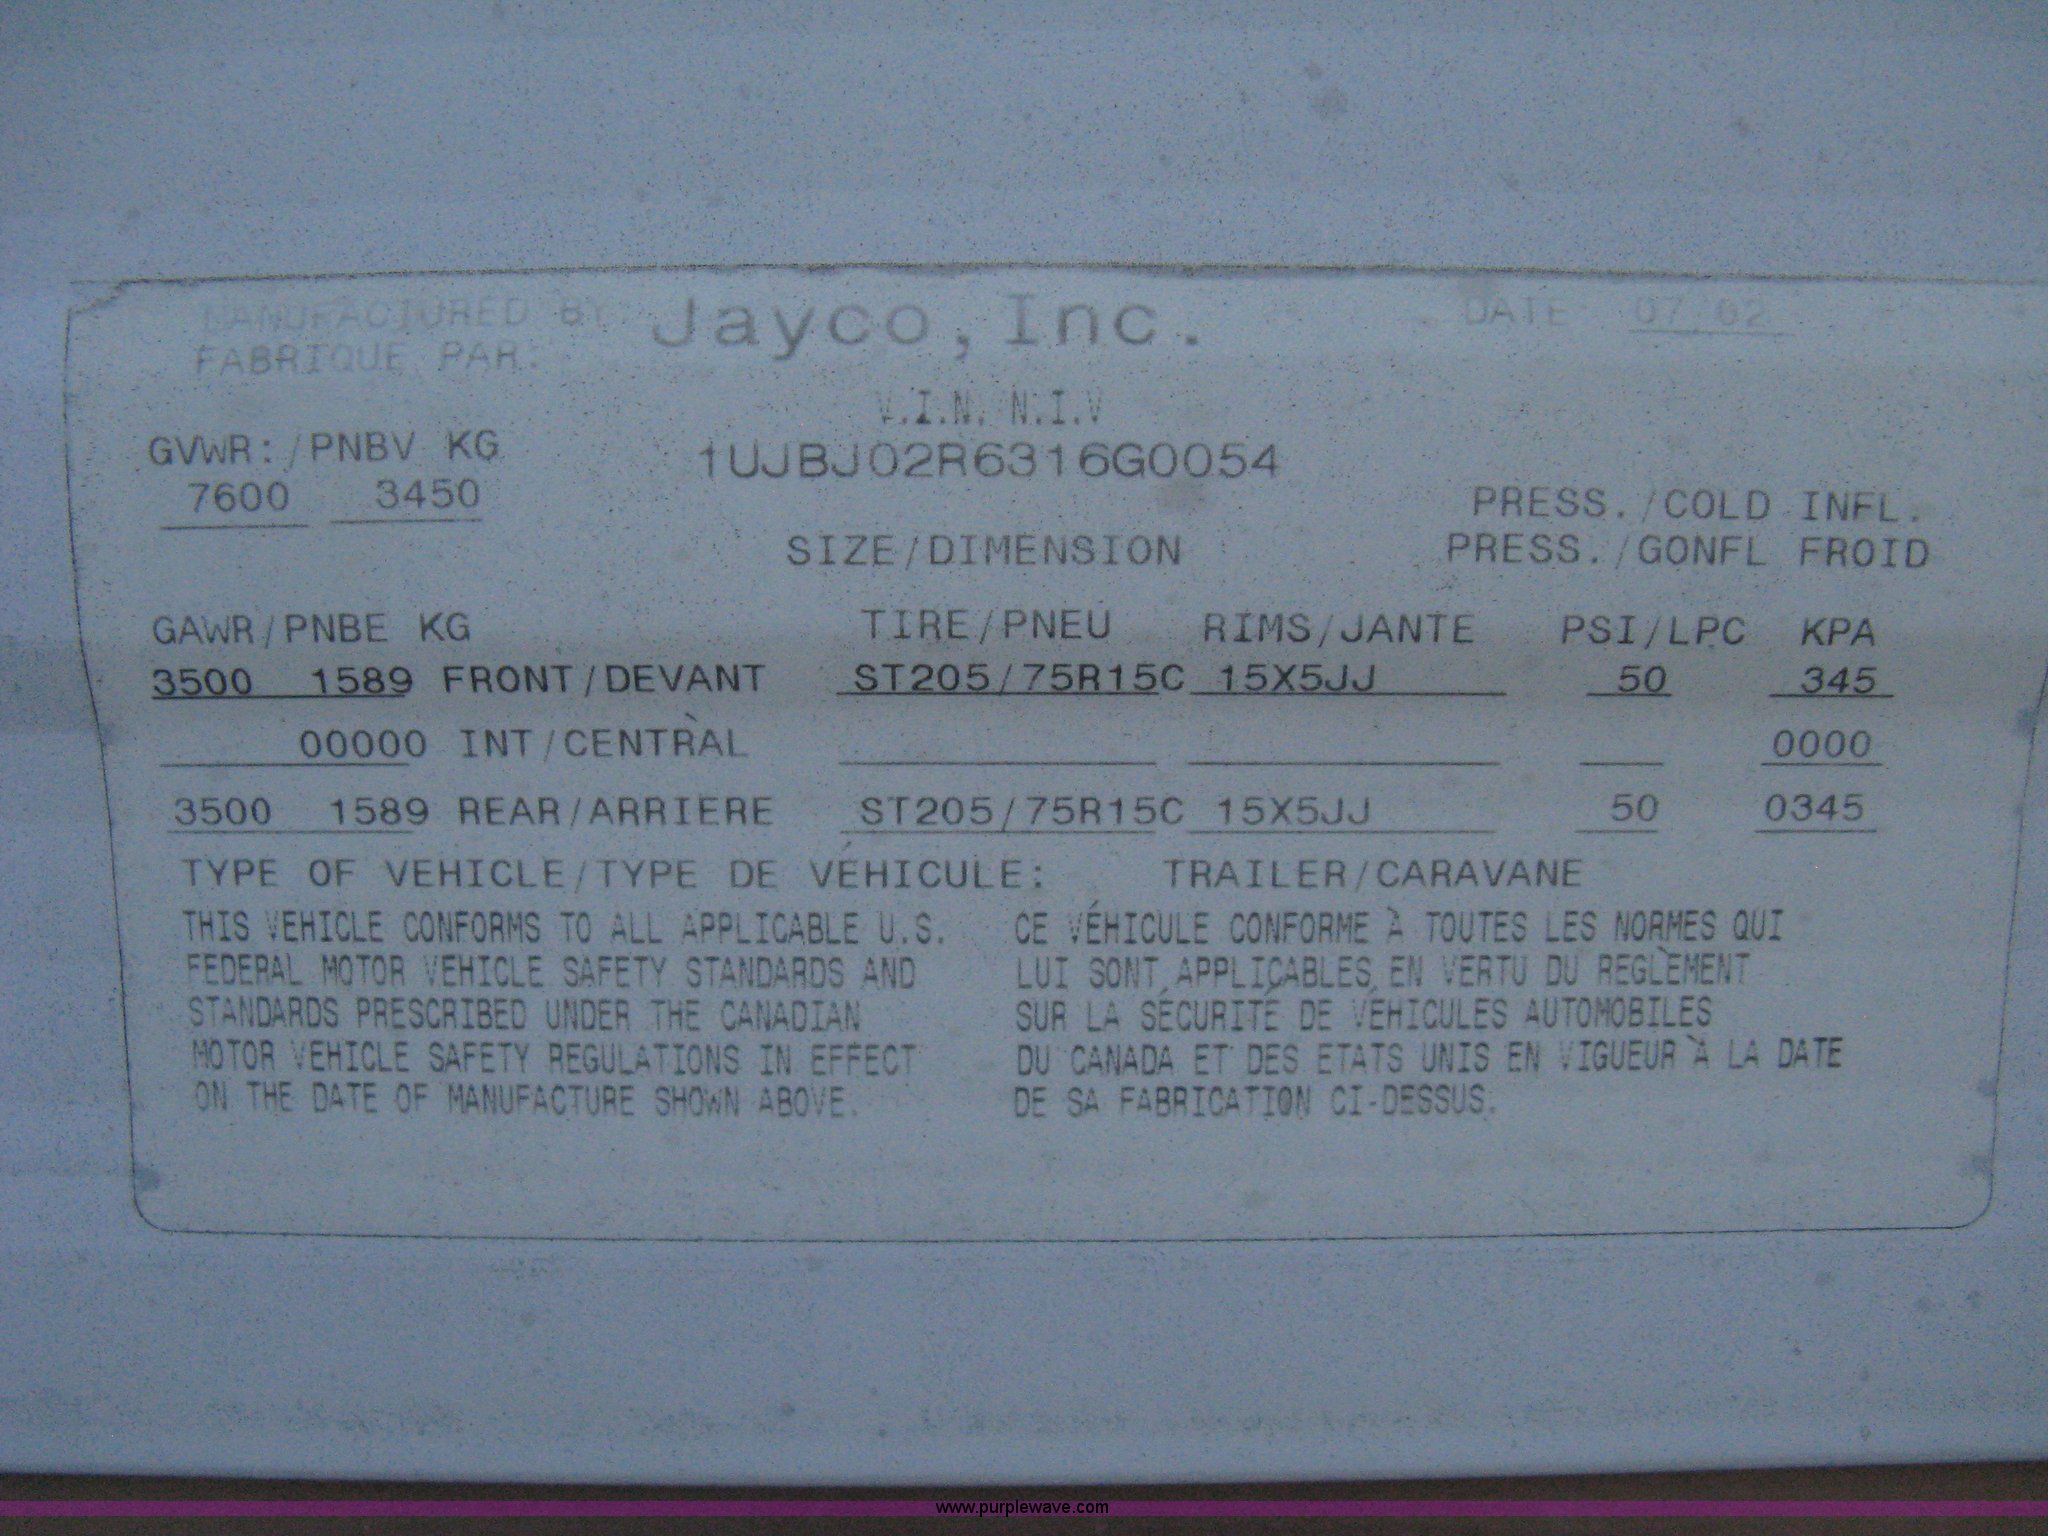 MANUFACTURED BY: Jayco, Inc. DATE 07/02
FABRIQUE PAR:
V.I.N. N.I.V
GVWR:/PNBV KG 1UJBJ02R6316G0054
7600 3450
PRESS./COLD INFL.
SIZE/DIMENSION PRESS./GONFL FROID
GAWR/PNBE KG TIRE/PNEU RIMS/JANTE PSI/LPC KPA
3500 1589 FRONT/DEVANT ST205/75R15C 15X5JJ 50 345
00000 INT/CENTRÀL 0000
3500 1589 REAR/ARRIERE ST205/75R15C 15X5JJ 50 0345
TYPE OF VEHICLE/TYPE DE VÉHICULE: TRAILER/CARAVANE
THIS VEHICLE CONFORMS TO ALL APPLICABLE U.S.
FEDERAL MOTOR VEHICLE SAFETY STANDARDS AND
STANDARDS PRESCRIBED UNDER THE CANADIAN
MOTOR VEHICLE SAFETY REGULATIONS IN EFFECT
ON THE DATE OF MANUFACTURE SHOWN ABOVE.
CE VÉHICULE CONFORME À TOUTES LES NORMES QUI
LUI SONT APPLICABLES EN VERTU DU REGLÈMENT
SUR LA SÉCURITÉ DE VÉHICULES AUTOMOBILES
DU CANADA ET DES ETATS UNIS EN VIGUEUR À LA DATE
DE SA FABRICATION CI-DESSUS.
www.purplewave.com